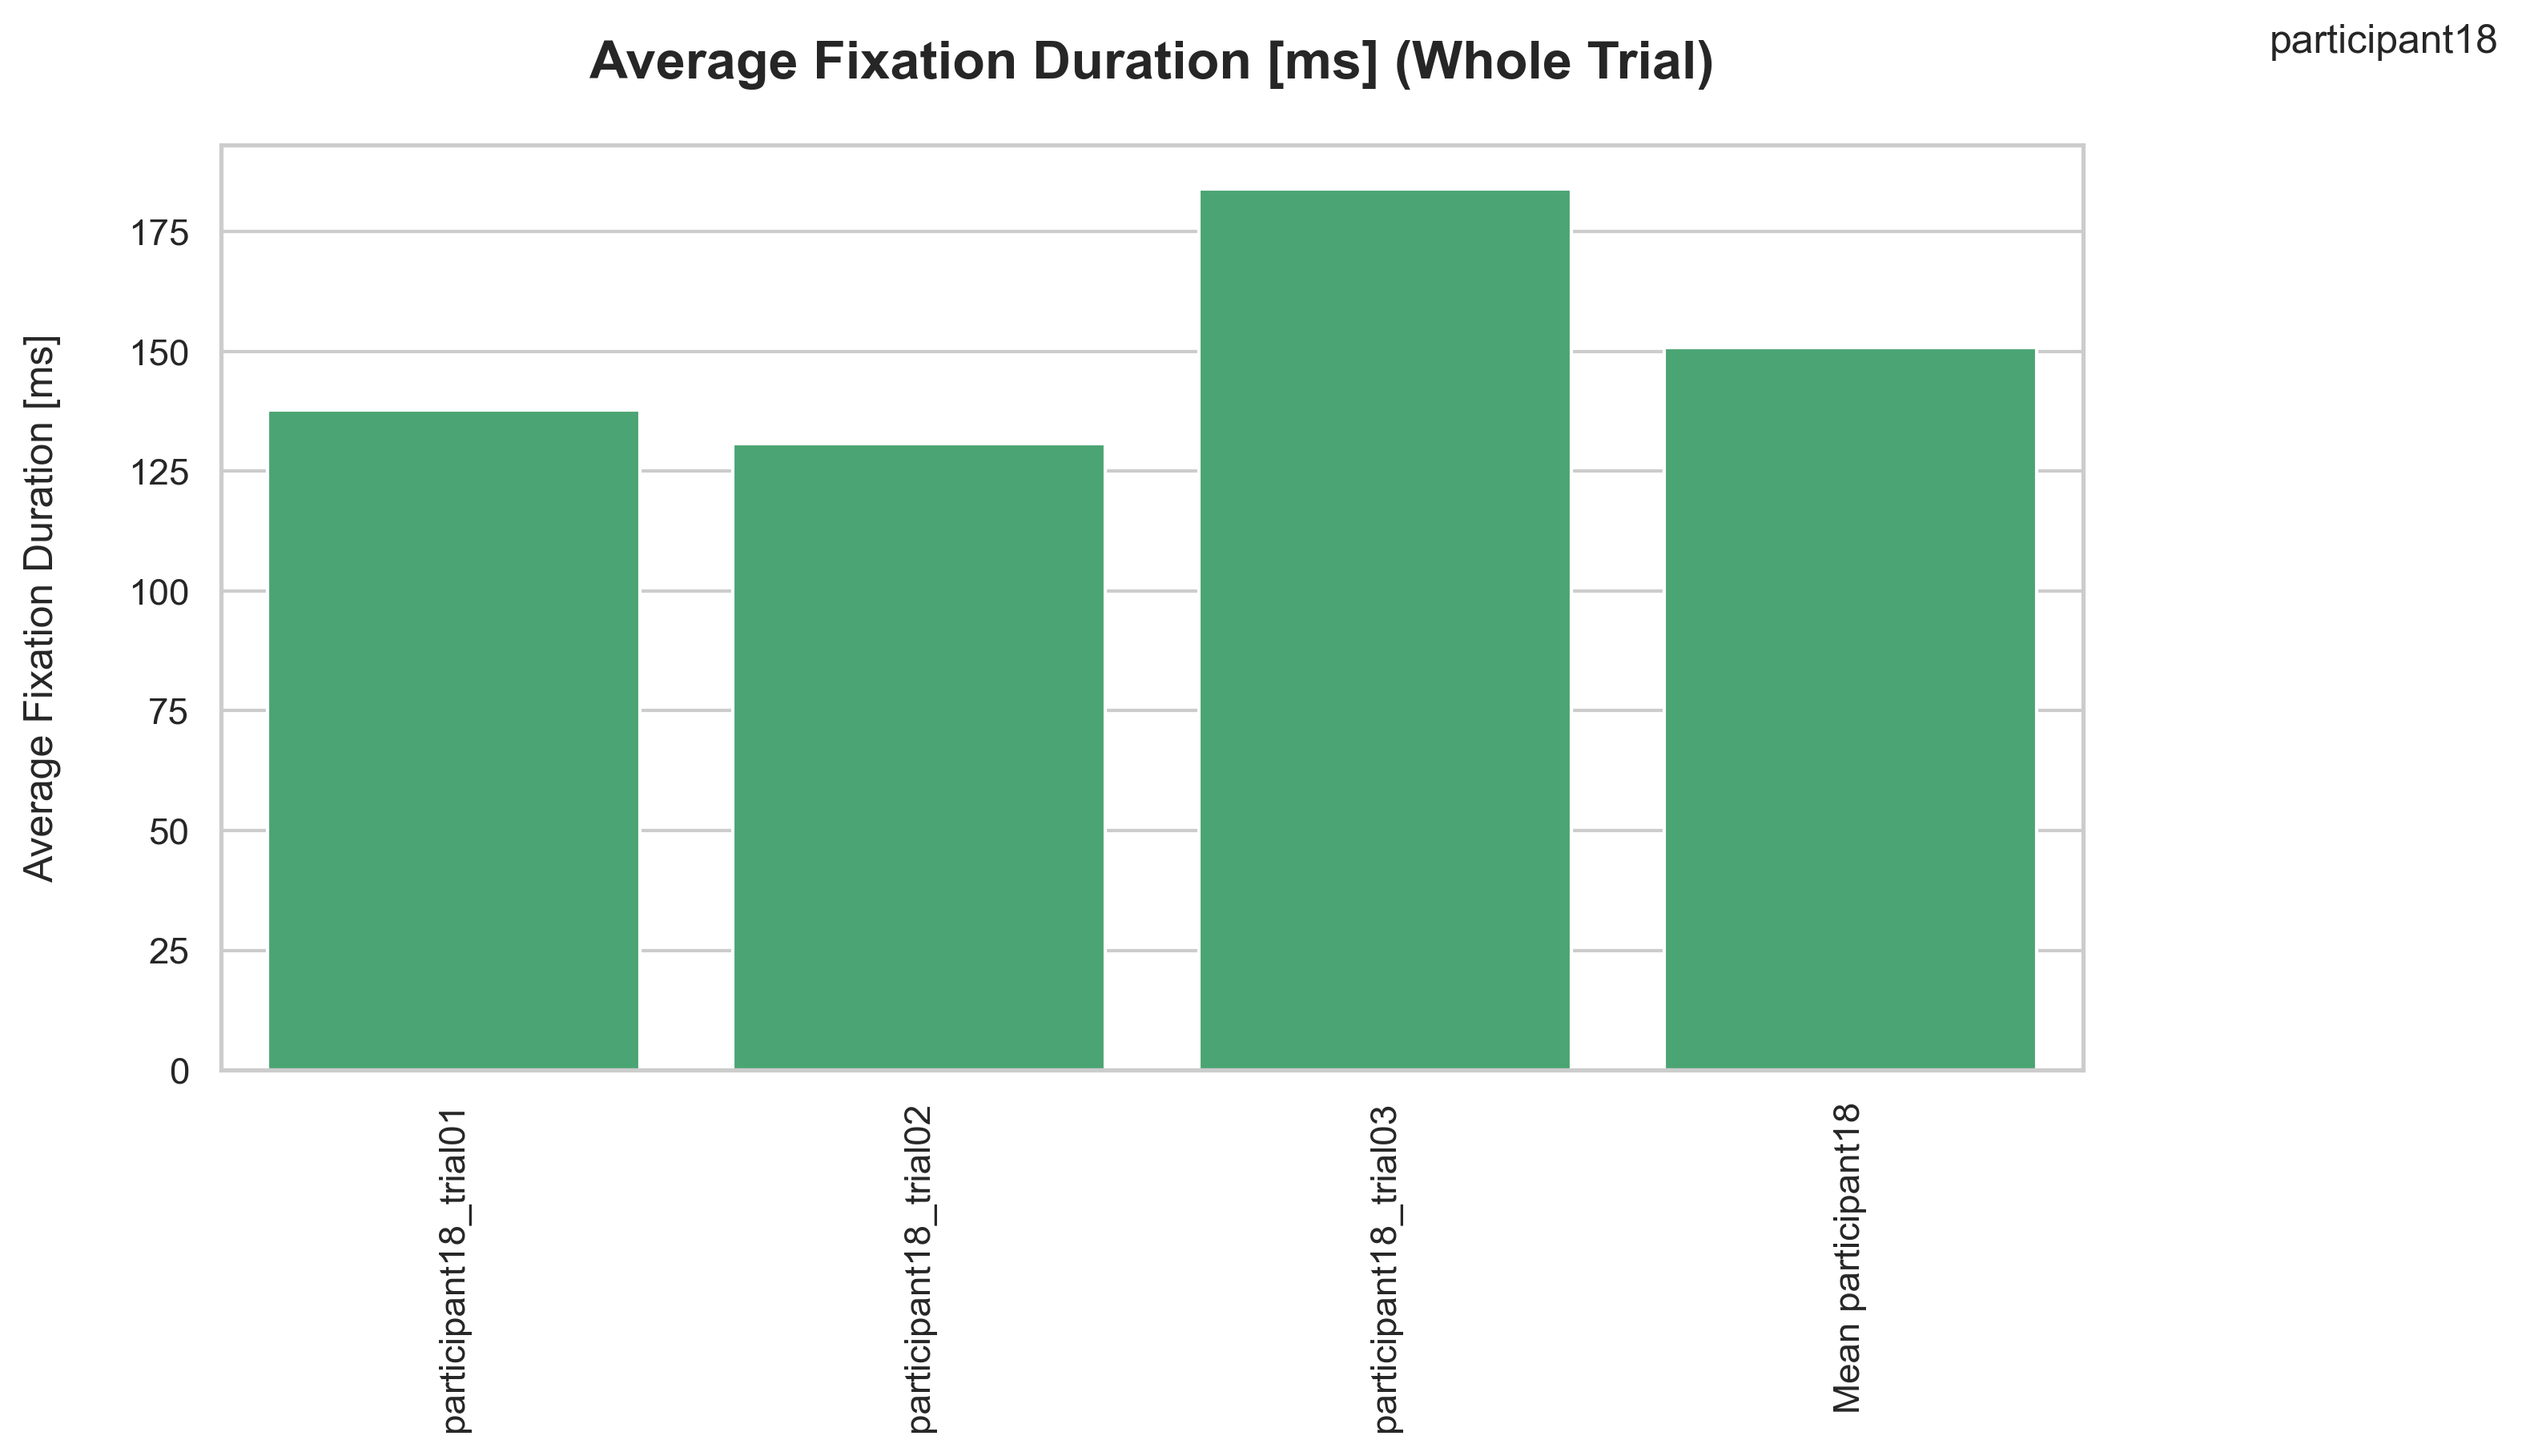 participant18
Average Fixation Duration [ms] (Whole Trial)
Average Fixation Duration [ms]
175
150
125
100
75
50
25
0
participant18_trial01
participant18_trial02
participant18_trial03
Mean participant18